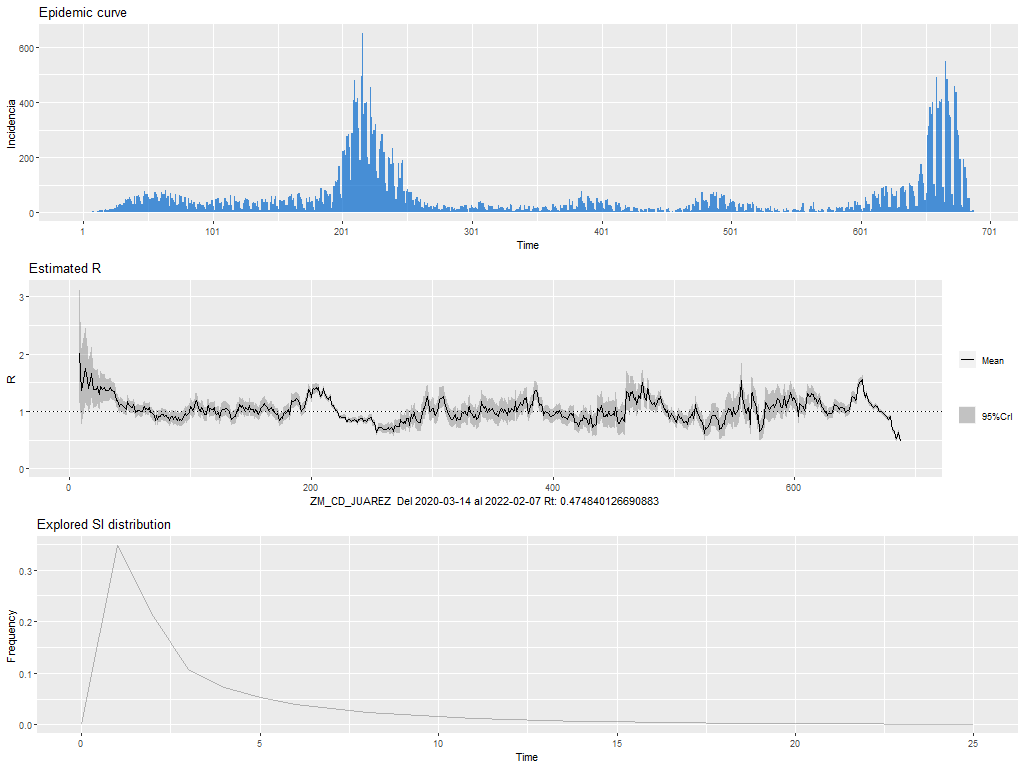 Epidemic curve
Incidencia
600
400
200
0
1 101 201 301 401 501 601 701
Time
Estimated R
R
3
2
1
0
Mean
95%CrI
0 200 400 600
ZM_CD_JUAREZ Del 2020-03-14 al 2022-02-07 Rt: 0.474840126690883
Explored SI distribution
Frequency
0.3
0.2
0.1
0.0
0 5 10 15 20 25
Time